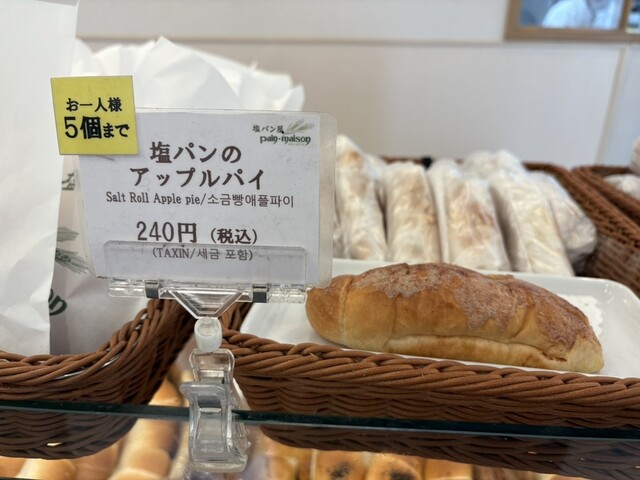 お一人様
5個まで
塩パン屋
pain・maison
塩パンの
アップルパイ
Salt Roll Apple pie/소금빵애플파이
240円 (税込)
(TAXIN/세금 포함)